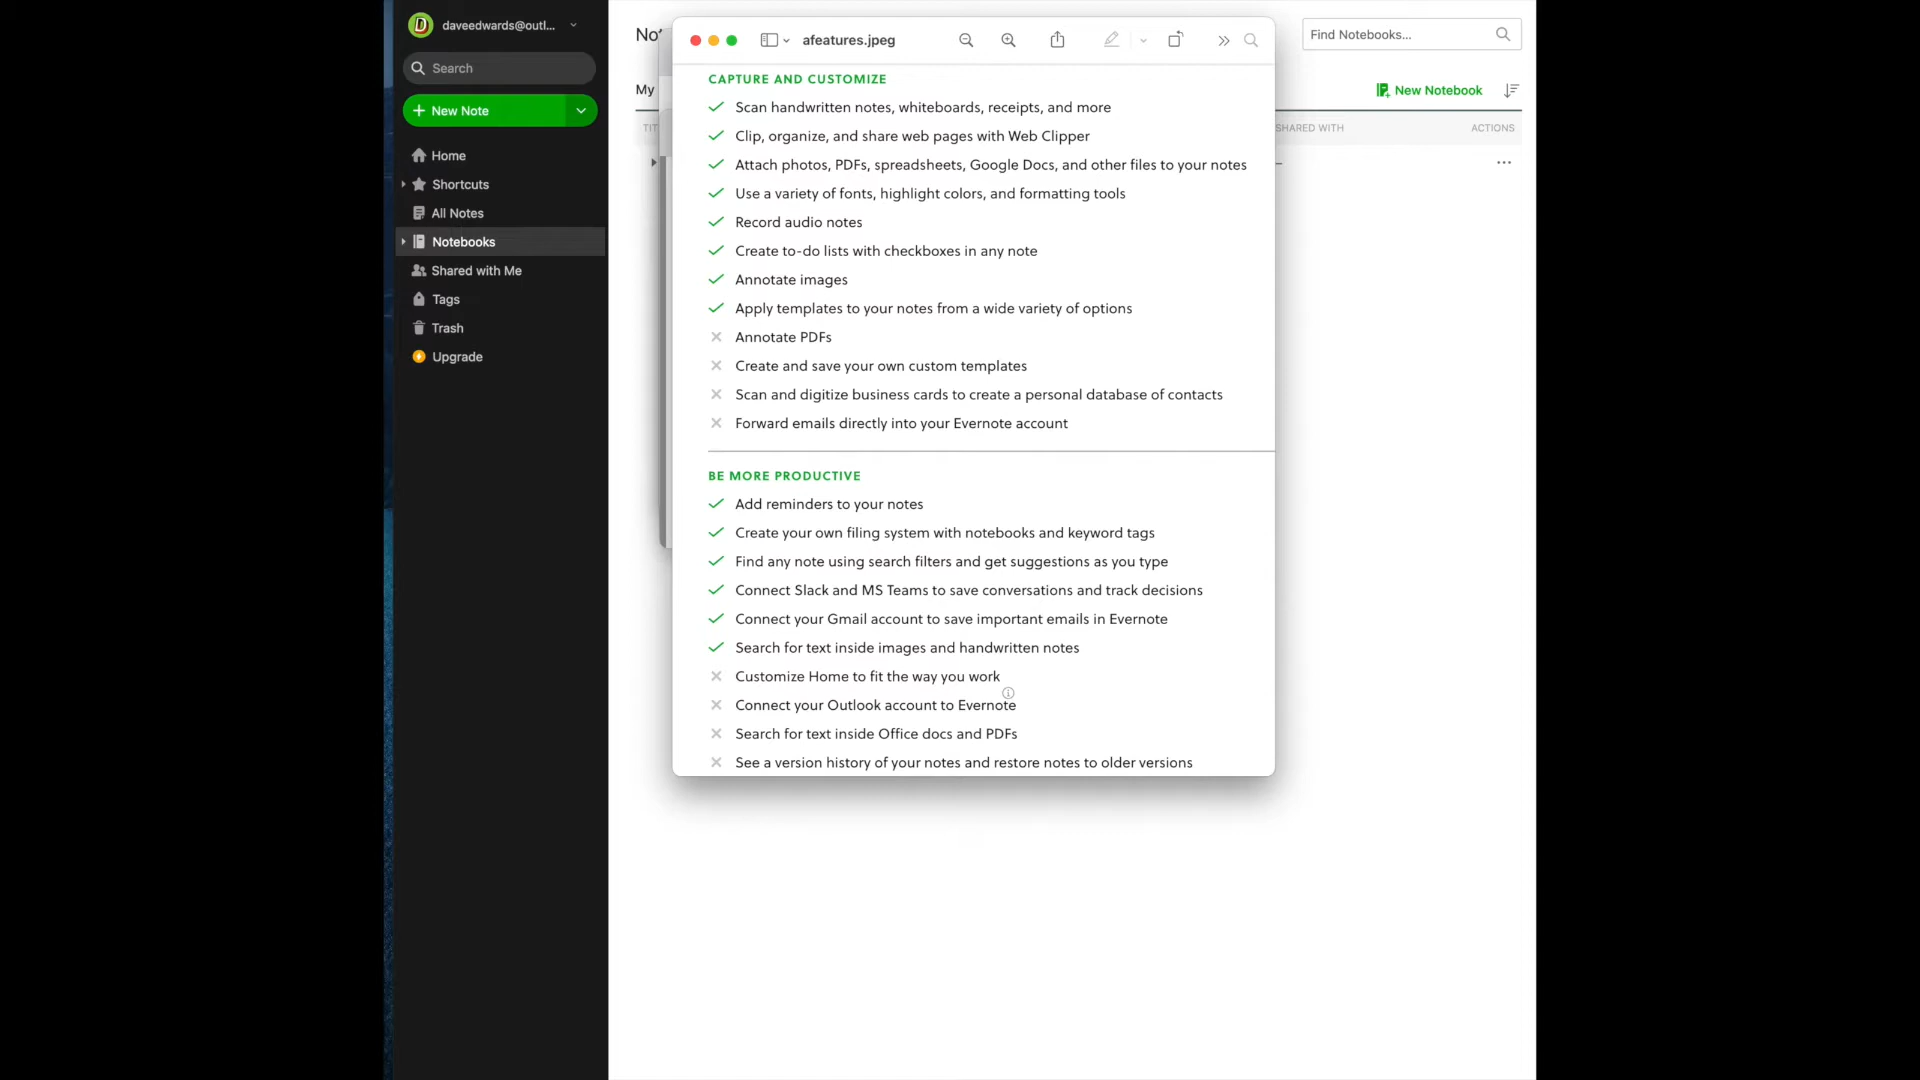 D
daveedwards@outl...
Search
New Note
Home
Shortcuts
All Notes
Notebooks
Shared with Me
Tags
Trash
Upgrade
Find Notebooks...
My
New Notebook
SHARED WITH
ACTIONS
afeatures.jpeg
CAPTURE AND CUSTOMIZE
Scan handwritten notes, whiteboards, receipts, and more
Clip, organize, and share web pages with Web Clipper
Attach photos, PDFs, spreadsheets, Google Docs, and other files to your notes
Use a variety of fonts, highlight colors, and formatting tools
Record audio notes
Create to-do lists with checkboxes in any note
Annotate images
Apply templates to your notes from a wide variety of options
Annotate PDFs
Create and save your own custom templates
Scan and digitize business cards to create a personal database of contacts
Forward emails directly into your Evernote account
BE MORE PRODUCTIVE
Add reminders to your notes
Create your own filing system with notebooks and keyword tags
Find any note using search filters and get suggestions as you type
Connect Slack and MS Teams to save conversations and track decisions
Connect your Gmail account to save important emails in Evernote
Search for text inside images and handwritten notes
Customize Home to fit the way you work
Connect your Outlook account to Evernote
Search for text inside Office docs and PDFs
See a version history of your notes and restore notes to older versions